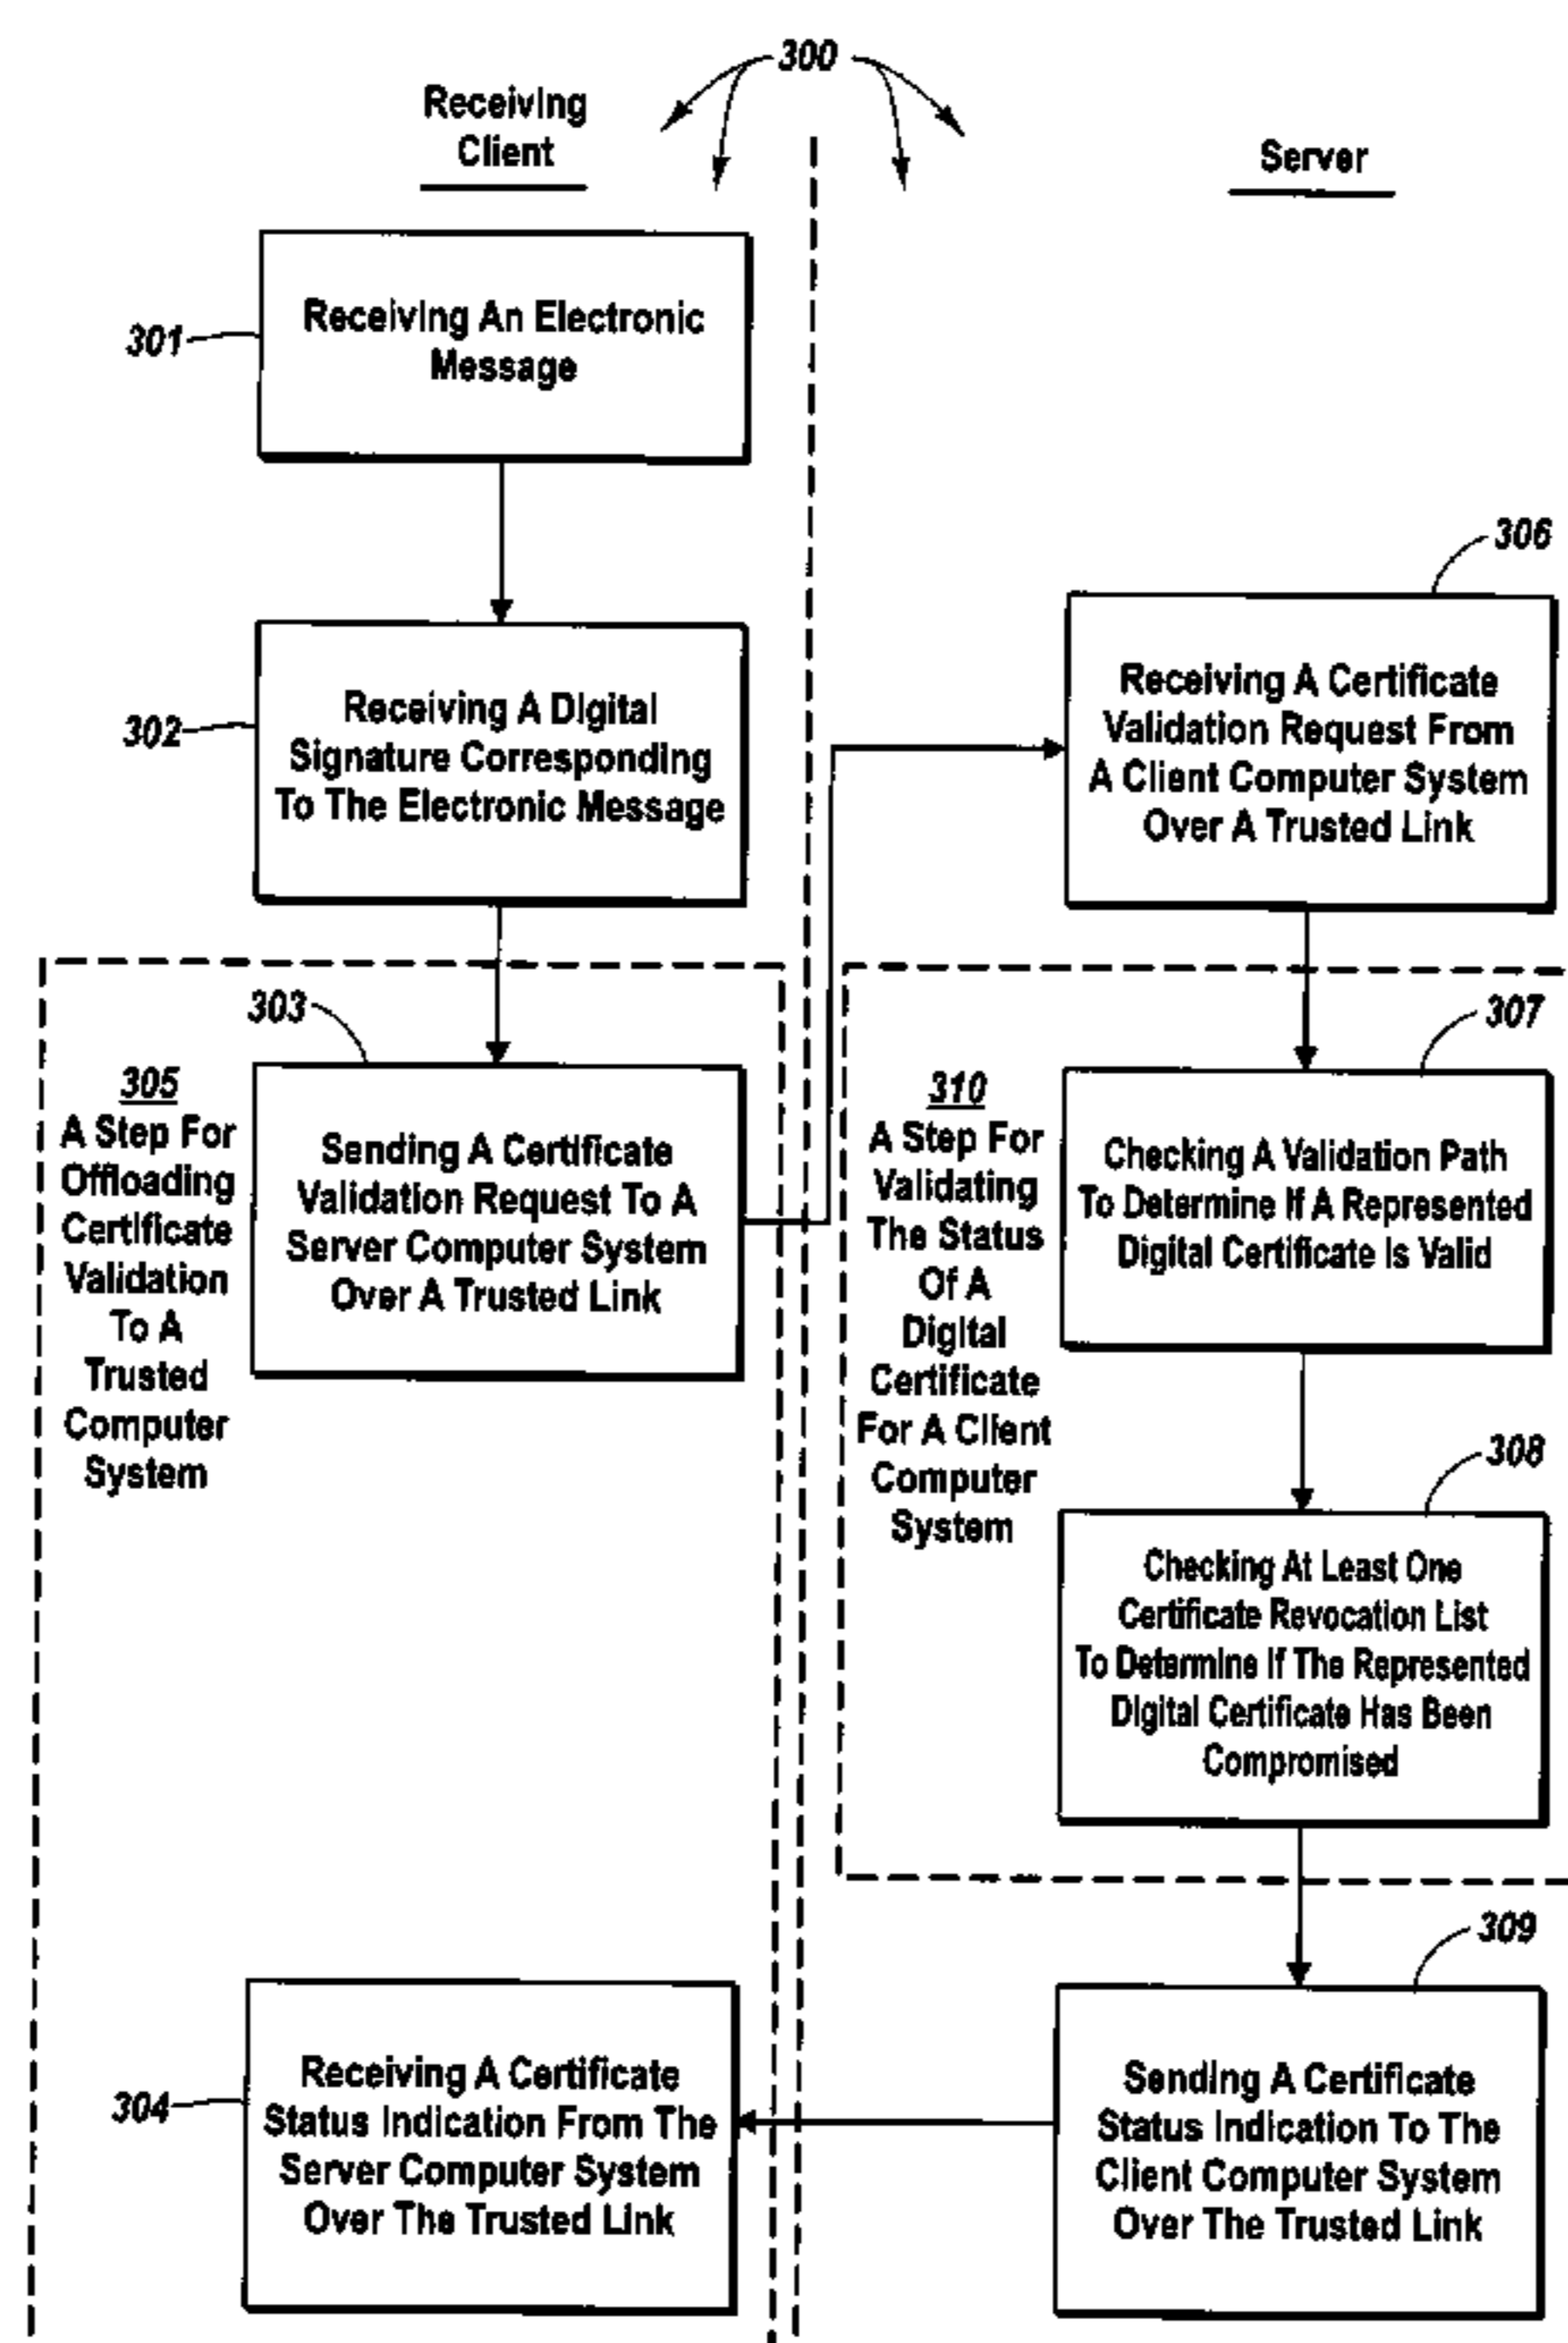 300
Receiving
Client
Server
301
Receiving An Electronic
Message
302
Receiving A Digital
Signature Corresponding
To The Electronic Message
306
Receiving A Certificate
Validation Request From
A Client Computer System
Over A Trusted Link
305
A Step For
Offloading
Certificate
Validation
To A
Trusted
Computer
System
303
Sending A Certificate
Validation Request To A
Server Computer System
Over A Trusted Link
310
A Step For
Validating
The Status
Of A
Digital
Certificate
For A Client
Computer
System
307
Checking A Validation Path
To Determine If A Represented
Digital Certificate Is Valid
308
Checking At Least One
Certificate Revocation List
To Determine If The Represented
Digital Certificate Has Been
Compromised
309
Sending A Certificate
Status Indication To The
Client Computer System
Over The Trusted Link
304
Receiving A Certificate
Status Indication From The
Server Computer System
Over The Trusted Link